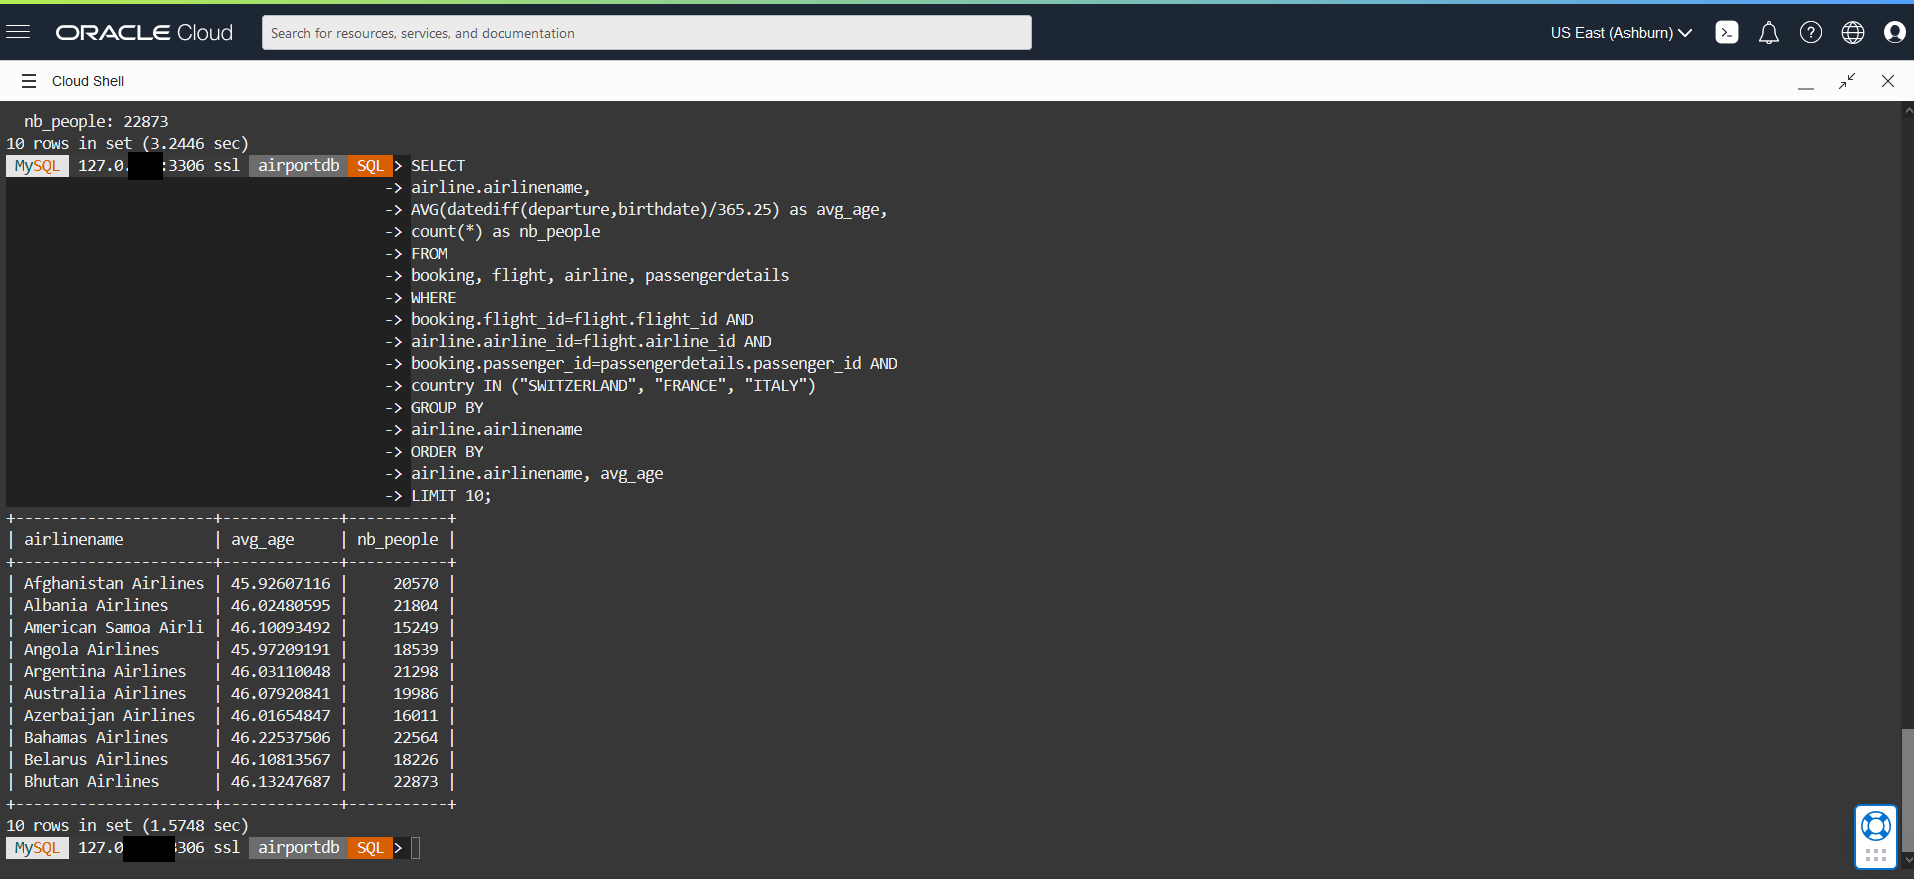 ORACLE Cloud
Search for resources, services, and documentation
US East (Ashburn)
Cloud Shell
nb_people: 22873
10 rows in set (3.2446 sec)
MySQL 127.0. :3306 ssl airportdb SQL > SELECT
-> airline.airlinename,
-> AVG(datediff(departure,birthdate)/365.25) as avg_age,
-> count(*) as nb_people
-> FROM
-> booking, flight, airline, passengerdetails
-> WHERE
-> booking.flight_id=flight.flight_id AND
-> airline.airline_id=flight.airline_id AND
-> booking.passenger_id=passengerdetails.passenger_id AND
-> country IN ("SWITZERLAND", "FRANCE", "ITALY")
-> GROUP BY
-> airline.airlinename
-> ORDER BY
-> airline.airlinename, avg_age
-> LIMIT 10;
+----------------------+-------------+-----------+
| airlinename | avg_age | nb_people |
+----------------------+-------------+-----------+
| Afghanistan Airlines | 45.92607116 | 20570 |
| Albania Airlines | 46.02480595 | 21804 |
| American Samoa Airli | 46.10093492 | 15249 |
| Angola Airlines | 45.97209191 | 18539 |
| Argentina Airlines | 46.03110048 | 21298 |
| Australia Airlines | 46.07920841 | 19986 |
| Azerbaijan Airlines | 46.01654847 | 16011 |
| Bahamas Airlines | 46.22537506 | 22564 |
| Belarus Airlines | 46.10813567 | 18226 |
| Bhutan Airlines | 46.13247687 | 22873 |
+----------------------+-------------+-----------+
10 rows in set (1.5748 sec)
MySQL 127.0 3306 ssl airportdb SQL >